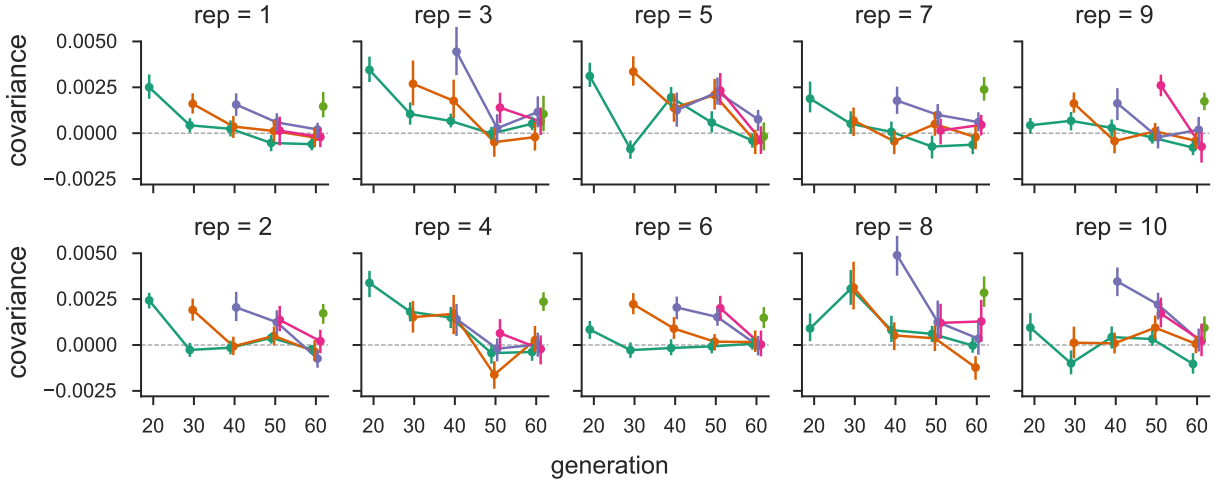 rep = 1 rep = 3 rep = 5 rep = 7 rep = 9
0.0050
0.0025
0.0000
−0.0025
covariance
rep = 2 rep = 4 rep = 6 rep = 8 rep = 10
0.0050
0.0025
0.0000
−0.0025
covariance
20 30 40 50 60 20 30 40 50 60 20 30 40 50 60 20 30 40 50 60 20 30 40 50 60
generation